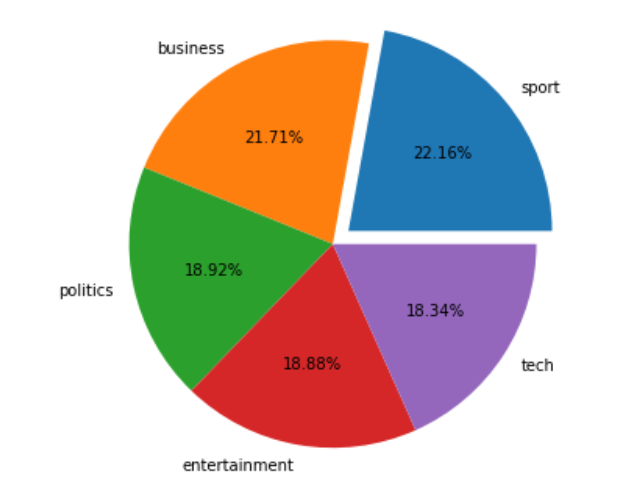 business
sport
21.71%
22.16%
18.92%
politics
18.34%
18.88%
tech
entertainment